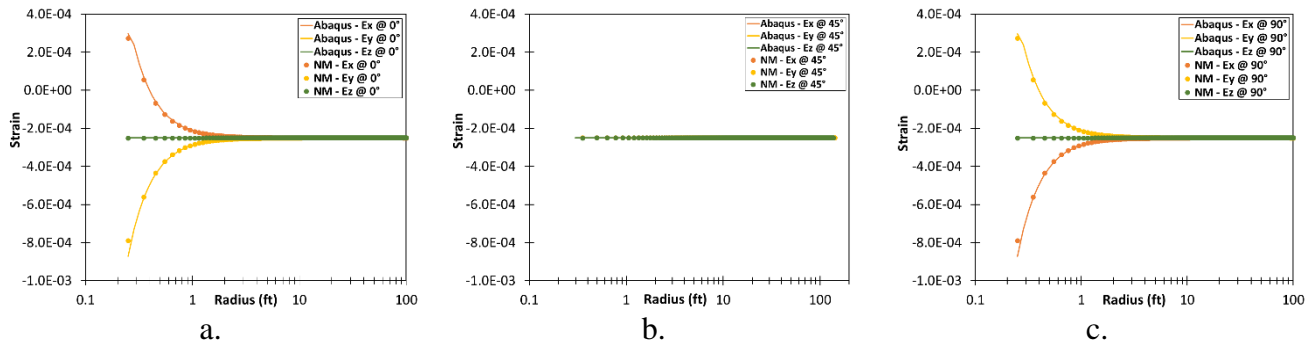 4.0E-04
2.0E-04
0.0E+00
-2.0E-04
-4.0E-04
-6.0E-04
-8.0E-04
-1.0E-03
Strain
Abaqus - Ex @ 0°
Abaqus - Ey @ 0°
Abaqus - Ez @ 0°
NM - Ex @ 0°
NM - Ey @ 0°
NM - Ez @ 0°
0.1
1
10
100
Radius (ft)
a.
4.0E-04
2.0E-04
0.0E+00
-2.0E-04
-4.0E-04
-6.0E-04
-8.0E-04
-1.0E-03
Strain
Abaqus - Ex @ 45°
Abaqus - Ey @ 45°
Abaqus - Ez @ 45°
NM - Ex @ 45°
NM - Ey @ 45°
NM - Ez @ 45°
0.1
1
10
100
Radius (ft)
b.
4.0E-04
2.0E-04
0.0E+00
-2.0E-04
-4.0E-04
-6.0E-04
-8.0E-04
-1.0E-03
Strain
Abaqus - Ex @ 90°
Abaqus - Ey @ 90°
Abaqus - Ez @ 90°
NM - Ex @ 90°
NM - Ey @ 90°
NM - Ez @ 90°
0.1
1
10
100
Radius (ft)
c.